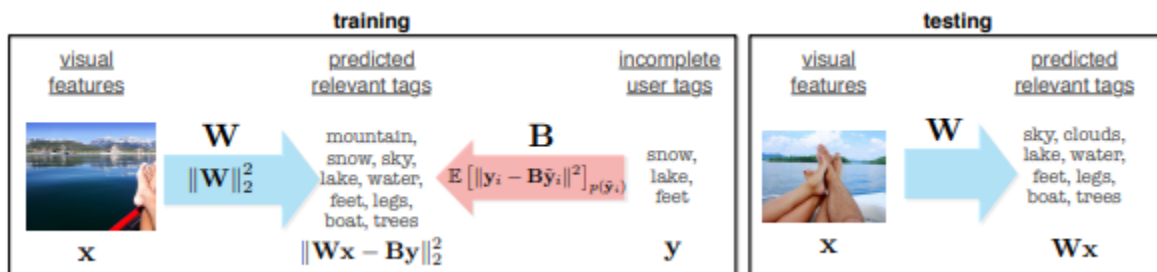 training
visual
features
W
‖W‖₂²
x
predicted
relevant tags
mountain,
snow, sky,
lake, water,
feet, legs,
boat, trees
‖Wx − By‖₂²
B
𝔼 [‖yᵢ − Bỹᵢ‖²]ₚ₍ỹᵢ₎
incomplete
user tags
snow,
lake,
feet
y
testing
visual
features
x
W
predicted
relevant tags
sky, clouds,
lake, water,
feet, legs,
boat, trees
Wx